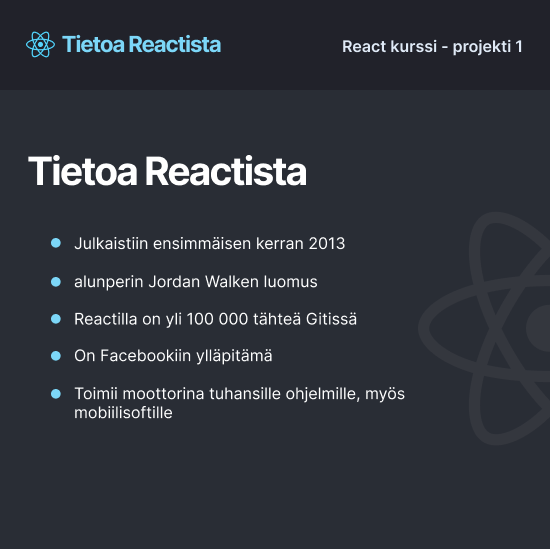 Tietoa Reactista
React kurssi - projekti 1
Tietoa Reactista
Julkaistiin ensimmäisen kerran 2013
alunperin Jordan Walken luomus
Reactilla on yli 100 000 tähteä Gitissä
On Facebookiin ylläpitämä
Toimii moottorina tuhansille ohjelmille, myös
mobiilisoftille